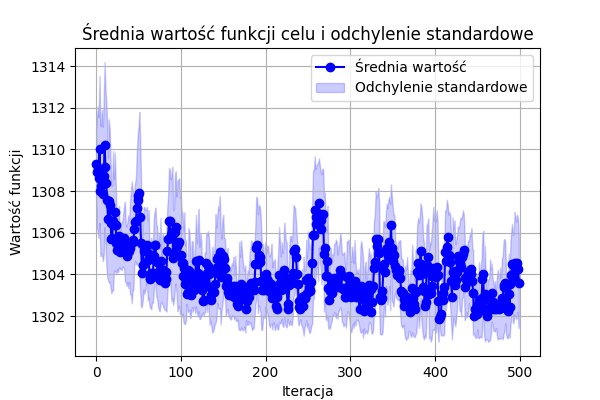 Średnia wartość funkcji celu i odchylenie standardowe
Średnia wartość
Odchylenie standardowe
Wartość funkcji
1314
1312
1310
1308
1306
1304
1302
0 100 200 300 400 500
Iteracja